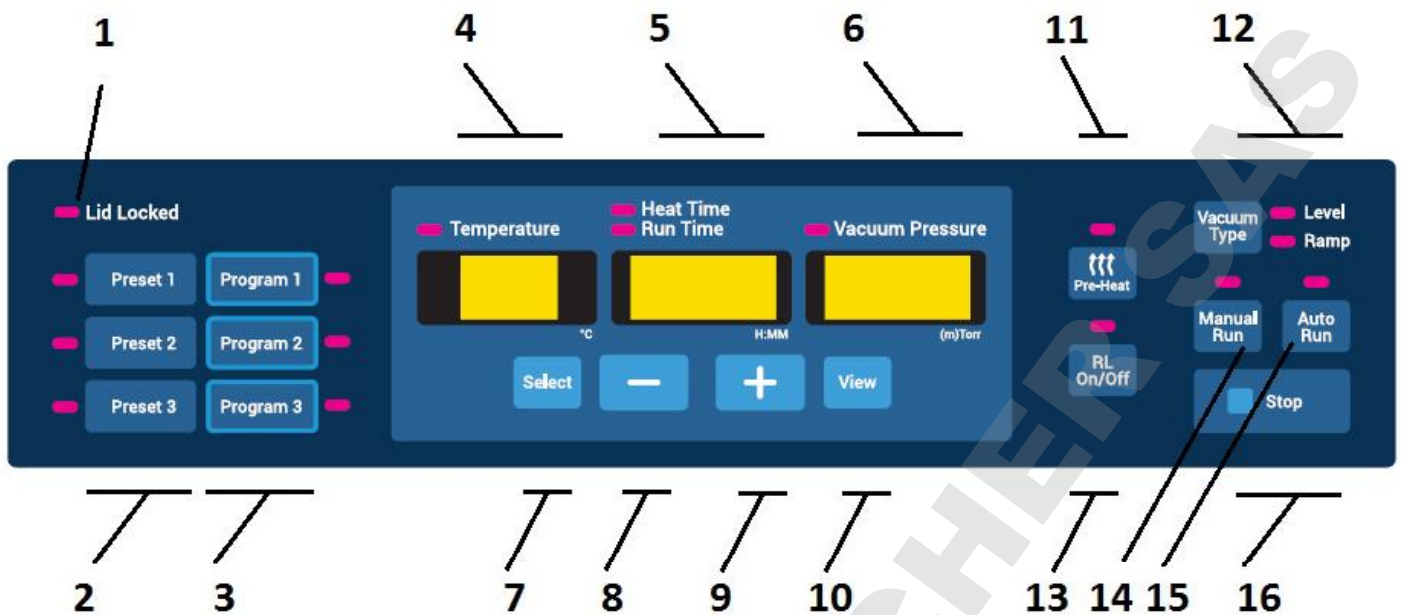 1
4
5
6
11
12
Lid Locked
Preset 1
Program 1
Preset 2
Program 2
Preset 3
Program 3
Temperature
Heat Time
Run Time
Vacuum Pressure
°C
H:MM
(m)Torr
Select
−
+
View
Pre-Heat
RL
On/Off
Vacuum
Type
Level
Ramp
Manual
Run
Auto
Run
Stop
2
3
7
8
9
10
13
14
15
16
CHER SAS